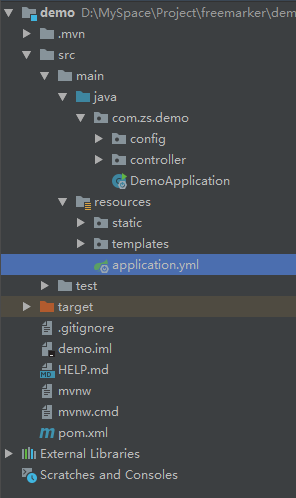 demo D:\MySpace\Project\freemarker\dem
.mvn
src
main
java
com.zs.demo
config
controller
DemoApplication
resources
static
templates
application.yml
test
target
.gitignore
demo.iml
MD HELP.md
mvnw
mvnw.cmd
m pom.xml
External Libraries
Scratches and Consoles